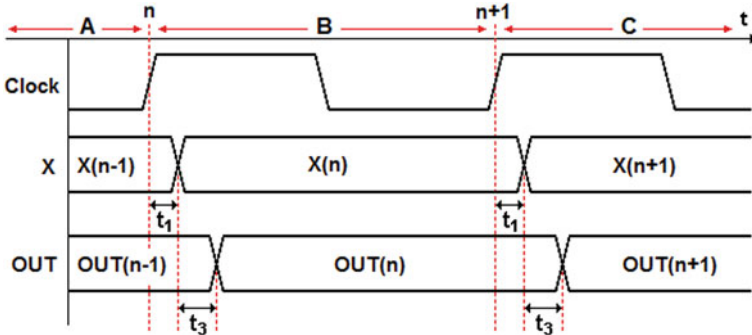 n n+1
A B C t
Clock
X X(n-1) X(n) X(n+1)
t1 t1
OUT OUT(n-1) OUT(n) OUT(n+1)
t3 t3